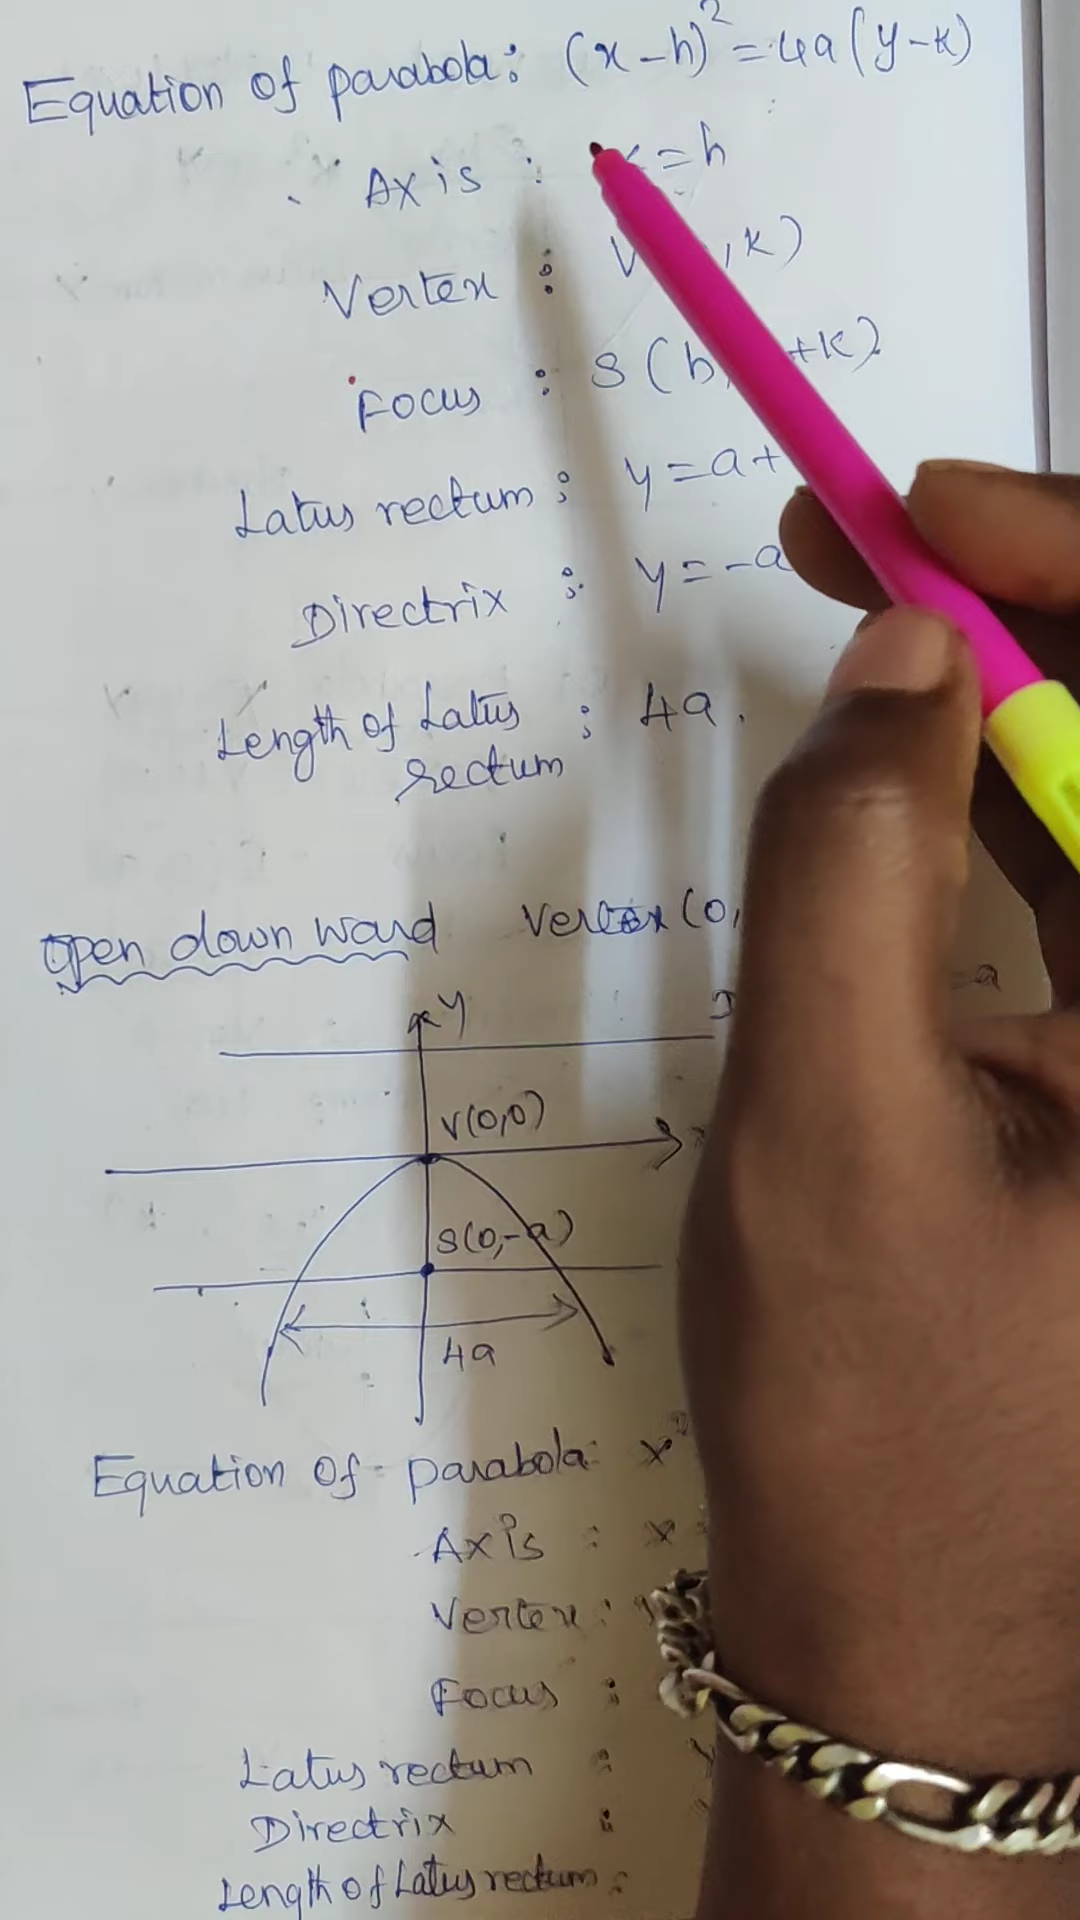 Equation of parabola: (x-h)² = 4a(y-k)
Axis : x=h
Vertex : V( ,k)
Focus : S(h, +k)
Latus rectum : y=a+
Directrix : y=-a
Length of Latus rectum : 4a.
Open down ward Vertex (0,
=a
y
V(0,0)
S(0,-a)
4a
Equation of parabola: x²
Axis : x
Vertex :
Focus :
Latus rectum : y
Directrix :
Length of Latus rectum :